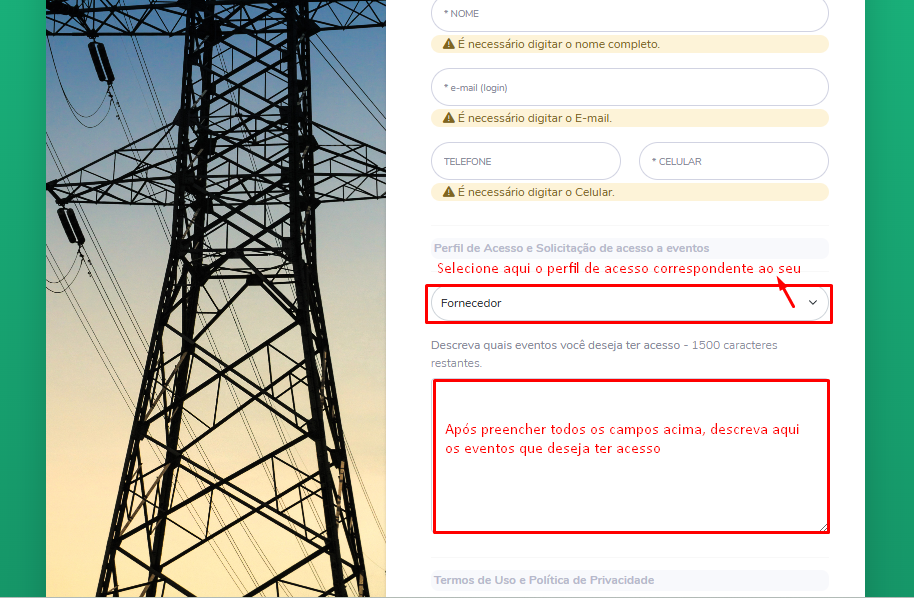 * NOME
É necessário digitar o nome completo.
* e-mail (login)
É necessário digitar o E-mail.
TELEFONE
* CELULAR
É necessário digitar o Celular.
Perfil de Acesso e Solicitação de acesso a eventos
Selecione aqui o perfil de acesso correspondente ao seu
Fornecedor
Descreva quais eventos você deseja ter acesso - 1500 caracteres
restantes.
Após preencher todos os campos acima, descreva aqui
os eventos que deseja ter acesso
Termos de Uso e Política de Privacidade